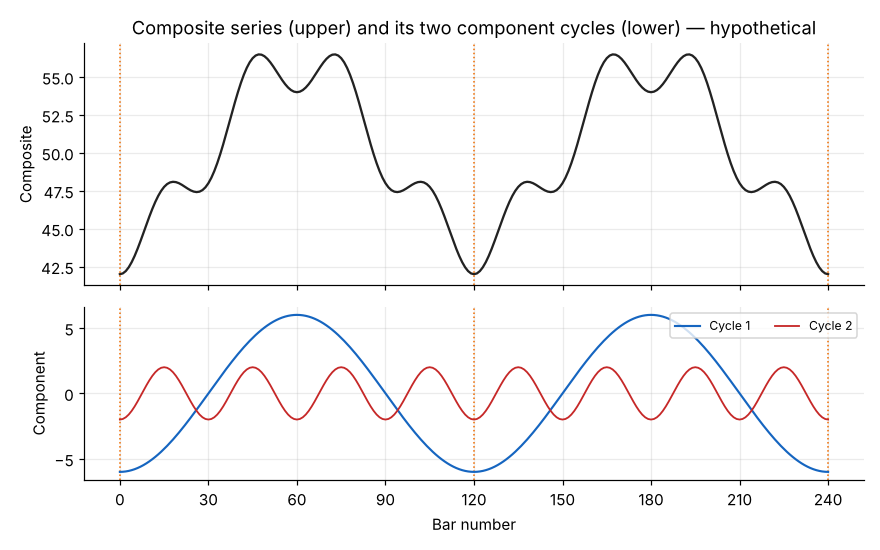 Composite series (upper) and its two component cycles (lower) — hypothetical
Composite
55.0
52.5
50.0
47.5
45.0
42.5
Component
5
0
−5
Cycle 1
Cycle 2
0 30 60 90 120 150 180 210 240
Bar number